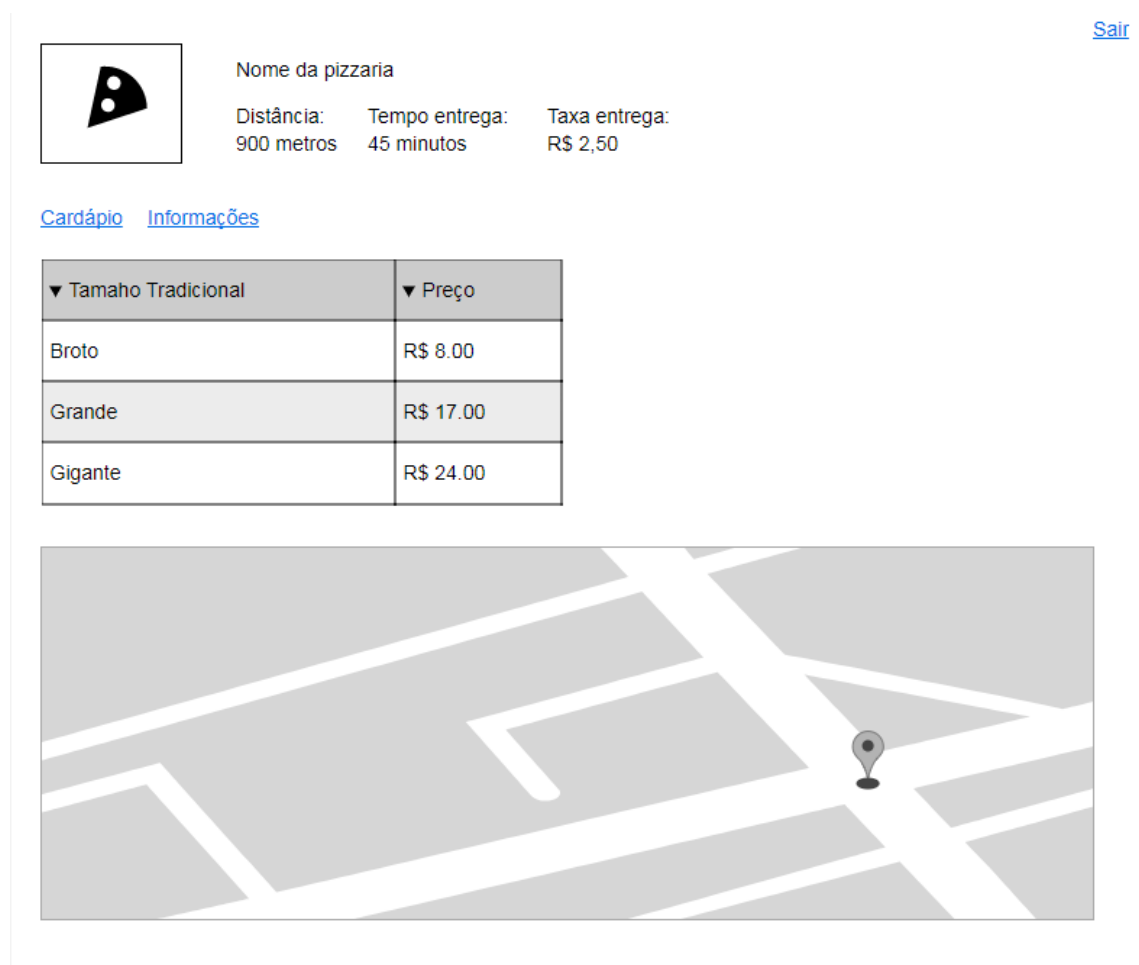 Sair
Nome da pizzaria
Distância: Tempo entrega: Taxa entrega:
900 metros 45 minutos R$ 2,50
Cardápio Informações
▼ Tamaho Tradicional ▼ Preço
Broto R$ 8.00
Grande R$ 17.00
Gigante R$ 24.00